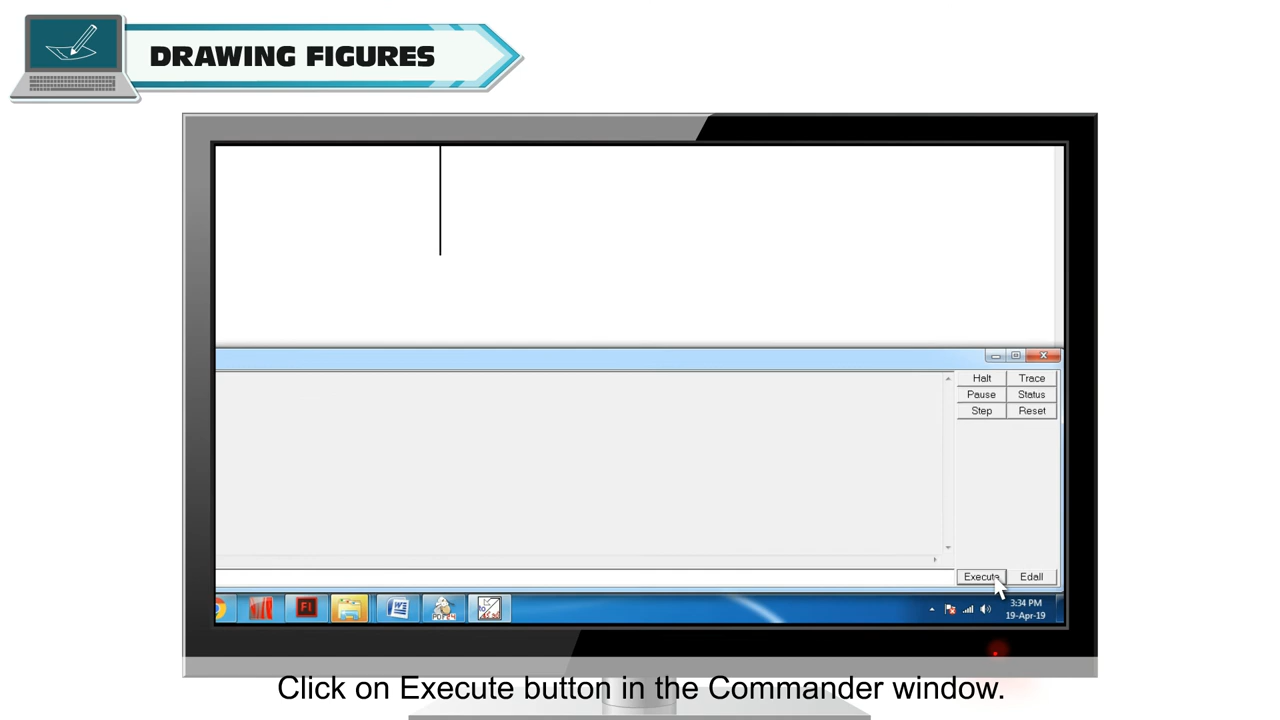 DRAWING FIGURES
Halt Trace
Pause Status
Step Reset
Execute Edall
Fl
3:34 PM
19-Apr-19
Click on Execute button in the Commander window.